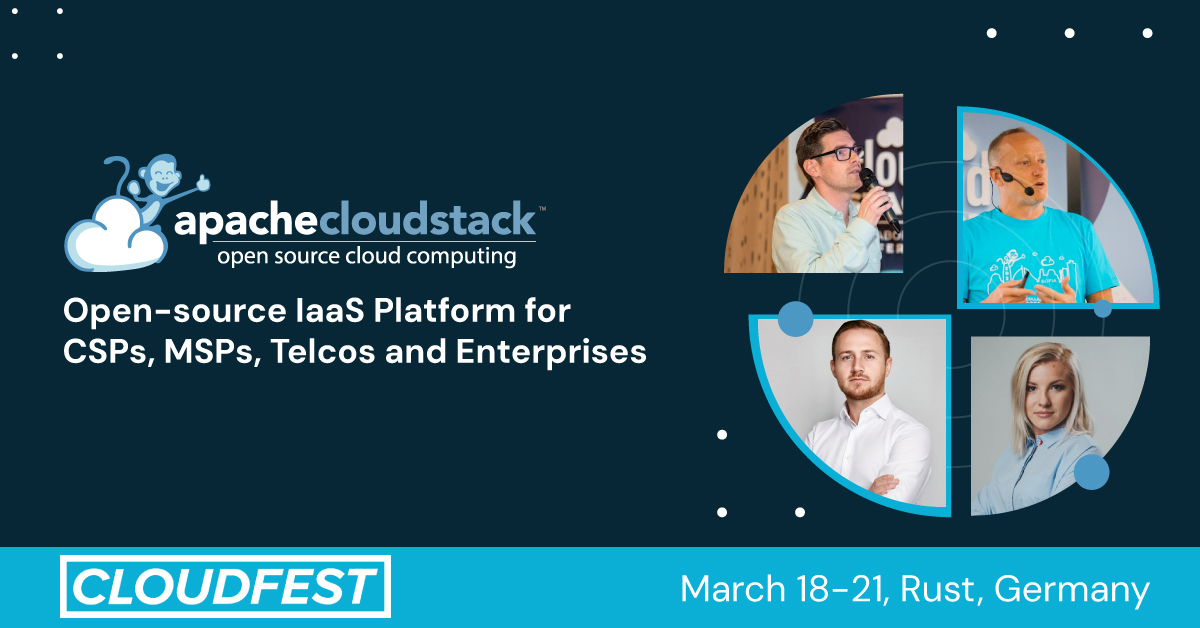 apachecloudstack™
open source cloud computing
Open-source IaaS Platform for
CSPs, MSPs, Telcos and Enterprises
CLOUDFEST
March 18-21, Rust, Germany